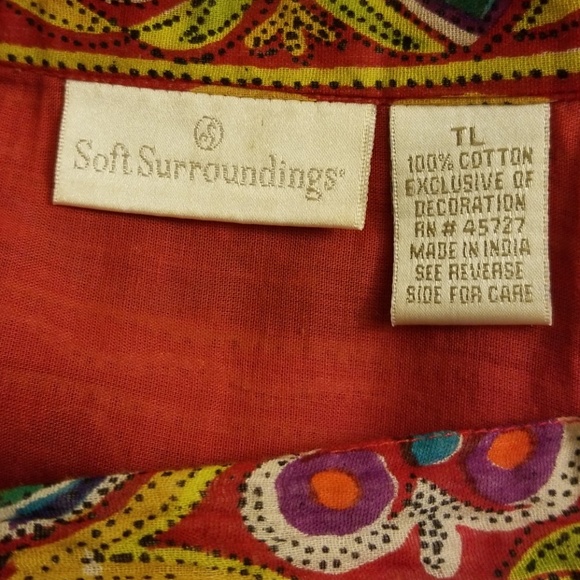 Soft Surroundings®
TL
100% COTTON
EXCLUSIVE OF
DECORATION
RN # 45727
MADE IN INDIA
SEE REVERSE
SIDE FOR CARE